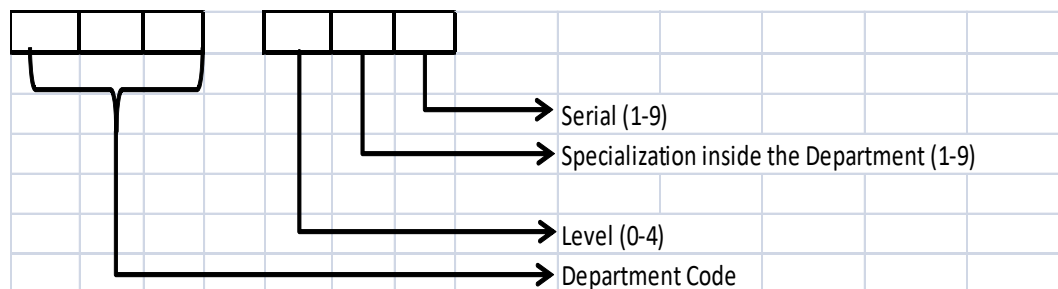 Serial (1-9)
Specialization inside the Department (1-9)
Level (0-4)
Department Code